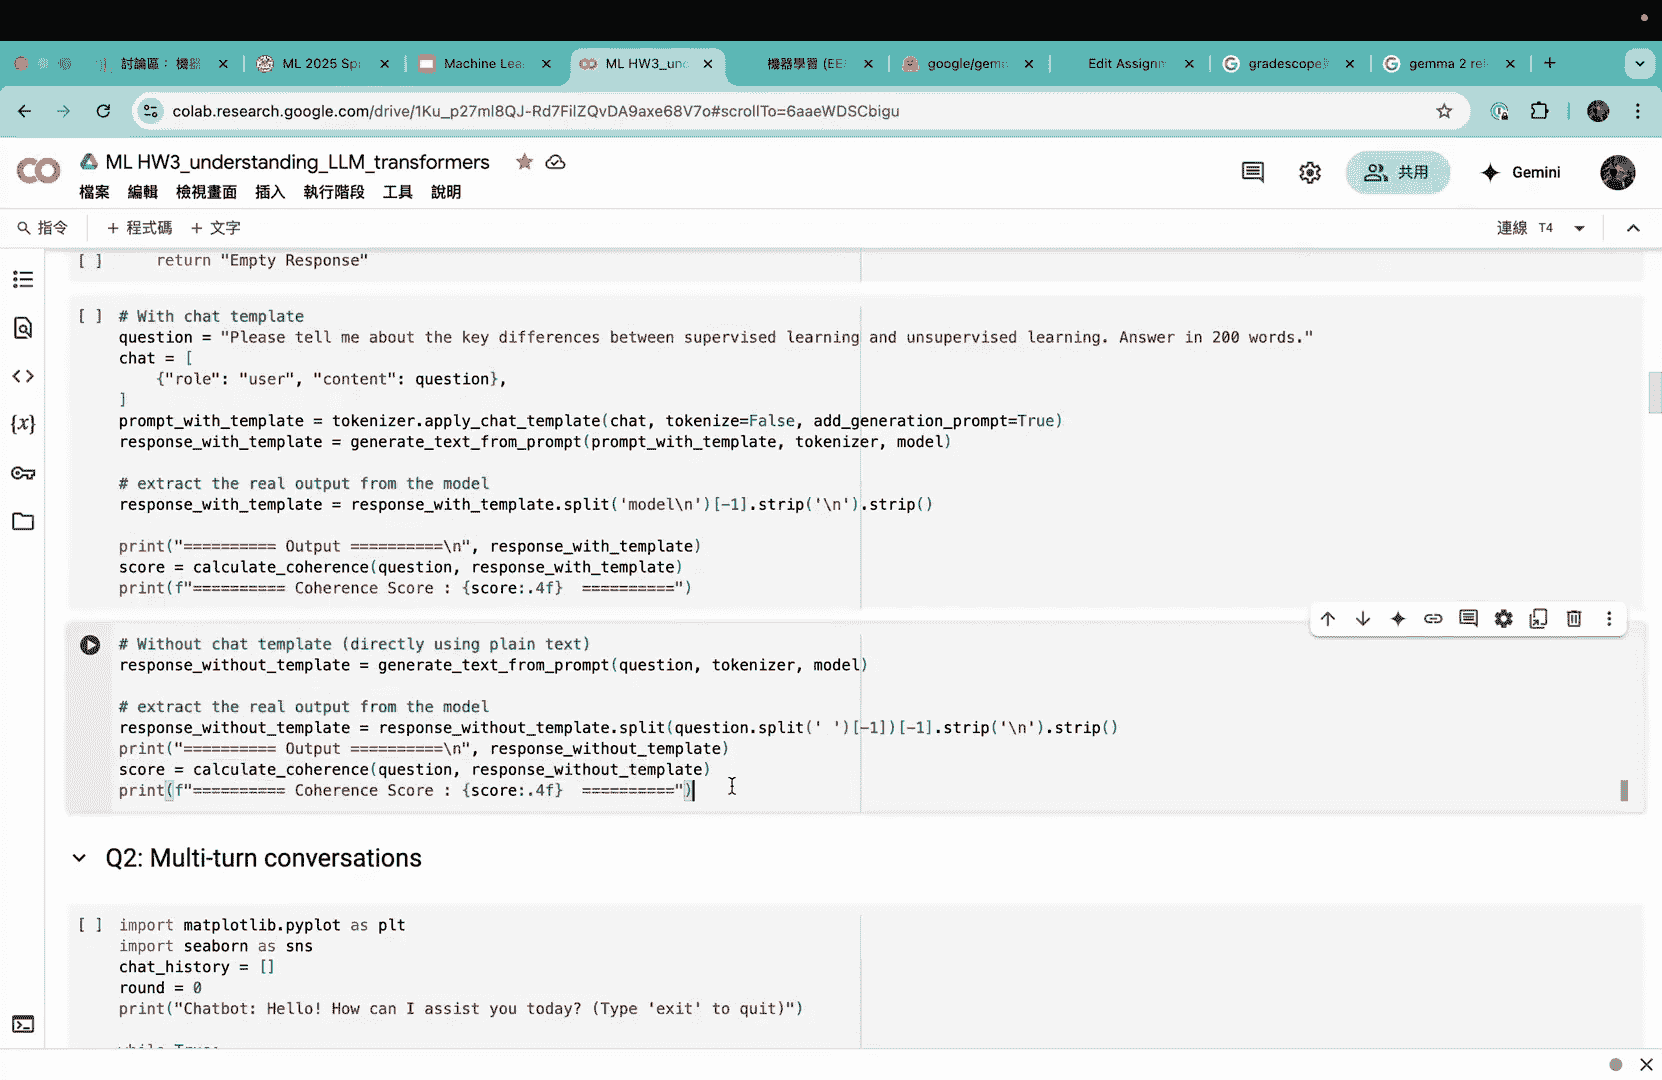 討論區： 機
ML 2025 Sp
Machine Lea
ML HW3_und
機器學習 (EE
google/gem
Edit Assignm
gradescope
gemma 2 re
colab.research.google.com/drive/1Ku_p27ml8QJ-Rd7FilZQvDA9axe68V7o#scrollTo=6aaeWDSCbigu
CO
ML HW3_understanding_LLM_transformers
檔案 編輯 檢視畫面 插入 執行階段 工具 說明
共用
Gemini
指令 + 程式碼 + 文字
連線 T4
[ ] return "Empty Response"
[ ] # With chat template
question = "Please tell me about the key differences between supervised learning and unsupervised learning. Answer in 200 words."
chat = [
{"role": "user", "content": question},
]
prompt_with_template = tokenizer.apply_chat_template(chat, tokenize=False, add_generation_prompt=True)
response_with_template = generate_text_from_prompt(prompt_with_template, tokenizer, model)
# extract the real output from the model
response_with_template = response_with_template.split('model\n')[-1].strip('\n').strip()
print("========== Output ==========\n", response_with_template)
score = calculate_coherence(question, response_with_template)
print(f"========== Coherence Score : {score:.4f}  ==========")
# Without chat template (directly using plain text)
response_without_template = generate_text_from_prompt(question, tokenizer, model)
# extract the real output from the model
response_without_template = response_without_template.split(question.split(' ')[-1])[-1].strip('\n').strip()
print("========== Output ==========\n", response_without_template)
score = calculate_coherence(question, response_without_template)
print(f"========== Coherence Score : {score:.4f}  ==========")
Q2: Multi-turn conversations
[ ] import matplotlib.pyplot as plt
import seaborn as sns
chat_history = []
round = 0
print("Chatbot: Hello! How can I assist you today? (Type 'exit' to quit)")
while True: